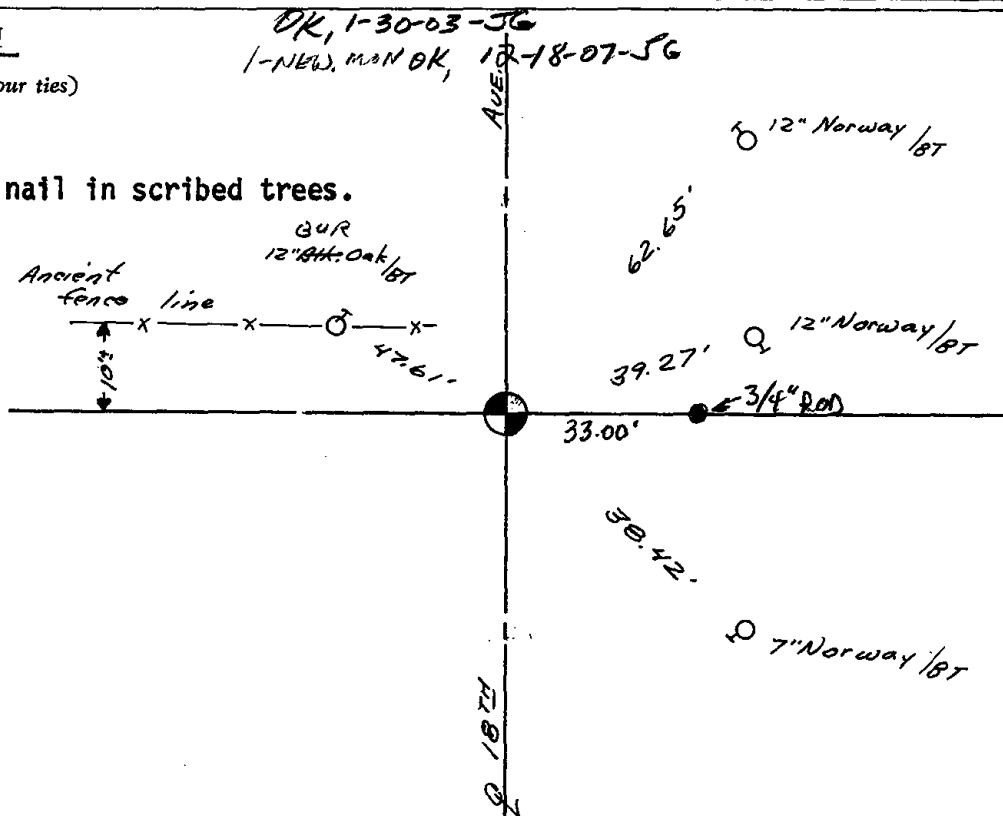 OK, 1-30-03-JG
1-NEW. MON OK, 12-18-07-JG
our ties)
AVE.
12" Norway /BT
nail in scribed trees.
62.65'
BUR
12" Oak/BT
Ancient fence line
47.61'
10"±
12" Norway/BT
39.27'
3/4" ROD
33.00'
38.42'
7" Norway/BT
18TH